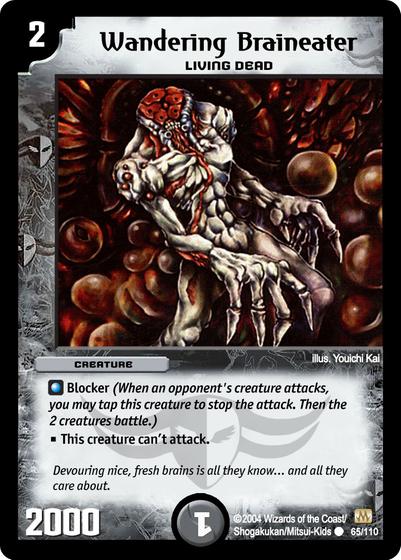 2
Wandering Braineater
LIVING DEAD
illus. Youichi Kai
CREATURE
Blocker (When an opponent's creature attacks,
you may tap this creature to stop the attack. Then the
2 creatures battle.)
▪ This creature can't attack.
Devouring nice, fresh brains is all they know... and all they
care about.
2000
1
©2004 Wizards of the Coast/
Shogakukan/Mitsui-Kids ● 65/110